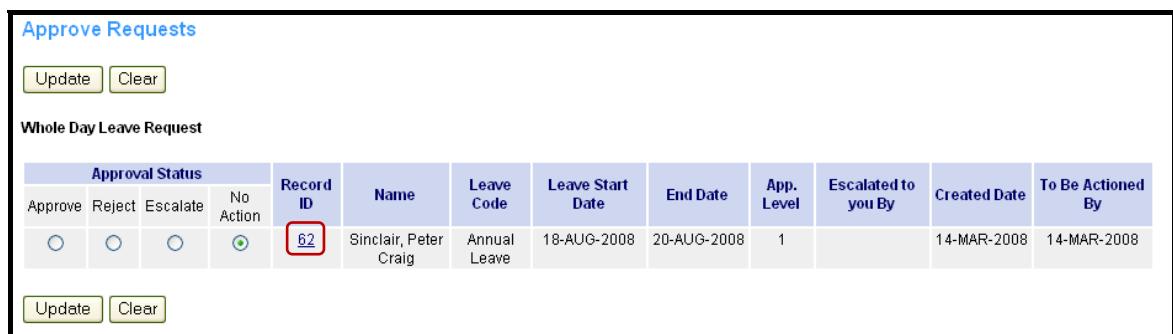 Approve Requests
Update Clear
Whole Day Leave Request
Approval Status Record ID Name Leave Code Leave Start Date End Date App. Level Escalated to you By Created Date To Be Actioned By
Approve Reject Escalate No Action
62 Sinclair, Peter Craig Annual Leave 18-AUG-2008 20-AUG-2008 1 14-MAR-2008 14-MAR-2008
Update Clear